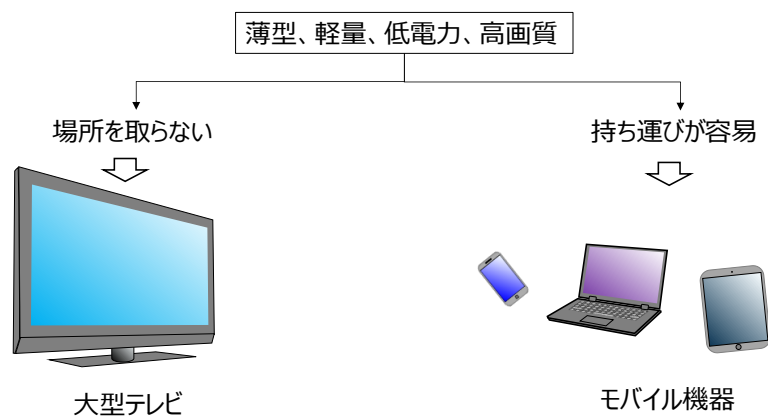 薄型、軽量、低電力、高画質
場所を取らない
持ち運びが容易
大型テレビ
モバイル機器